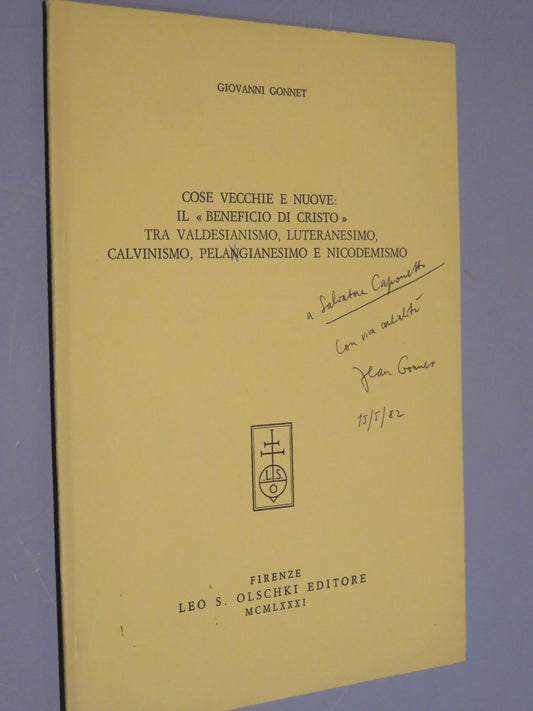 GIOVANNI GONNET
COSE VECCHIE E NUOVE:
IL « BENEFICIO DI CRISTO »
TRA VALDESIANISMO, LUTERANESIMO,
CALVINISMO, PELANGIANESIMO E NICODEMISMO
a Salvatore Caponetto
con viva cordialità
Jean Gonnet
15/5/82
L S
O
FIRENZE
LEO S. OLSCHKI EDITORE
MCMLXXXI